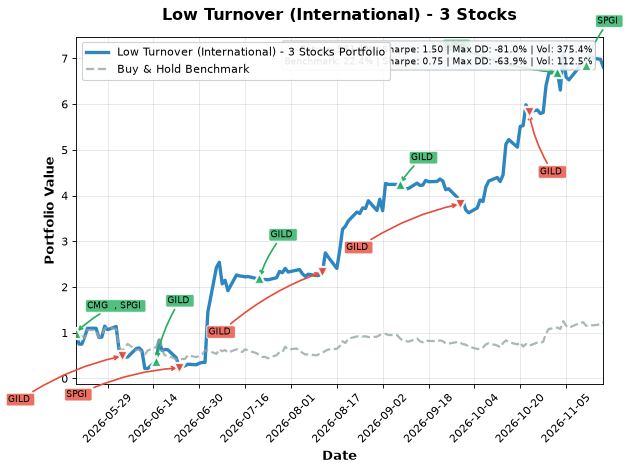 Low Turnover (International) - 3 Stocks
SPGI
Low Turnover (International) - 3 Stocks Portfolio
Buy & Hold Benchmark
Sharpe: 1.50 | Max DD: -81.0% | Vol: 375.4%
Benchmark: 22.4% | Sharpe: 0.75 | Max DD: -63.9% | Vol: 112.5%
GILD
GILD
GILD
GILD
CMG , SPGI
GILD
GILD
GILD
SPGI
Portfolio Value
7
6
5
4
3
2
1
0
2026-05-29
2026-06-14
2026-06-30
2026-07-16
2026-08-01
2026-08-17
2026-09-02
2026-09-18
2026-10-04
2026-10-20
2026-11-05
Date